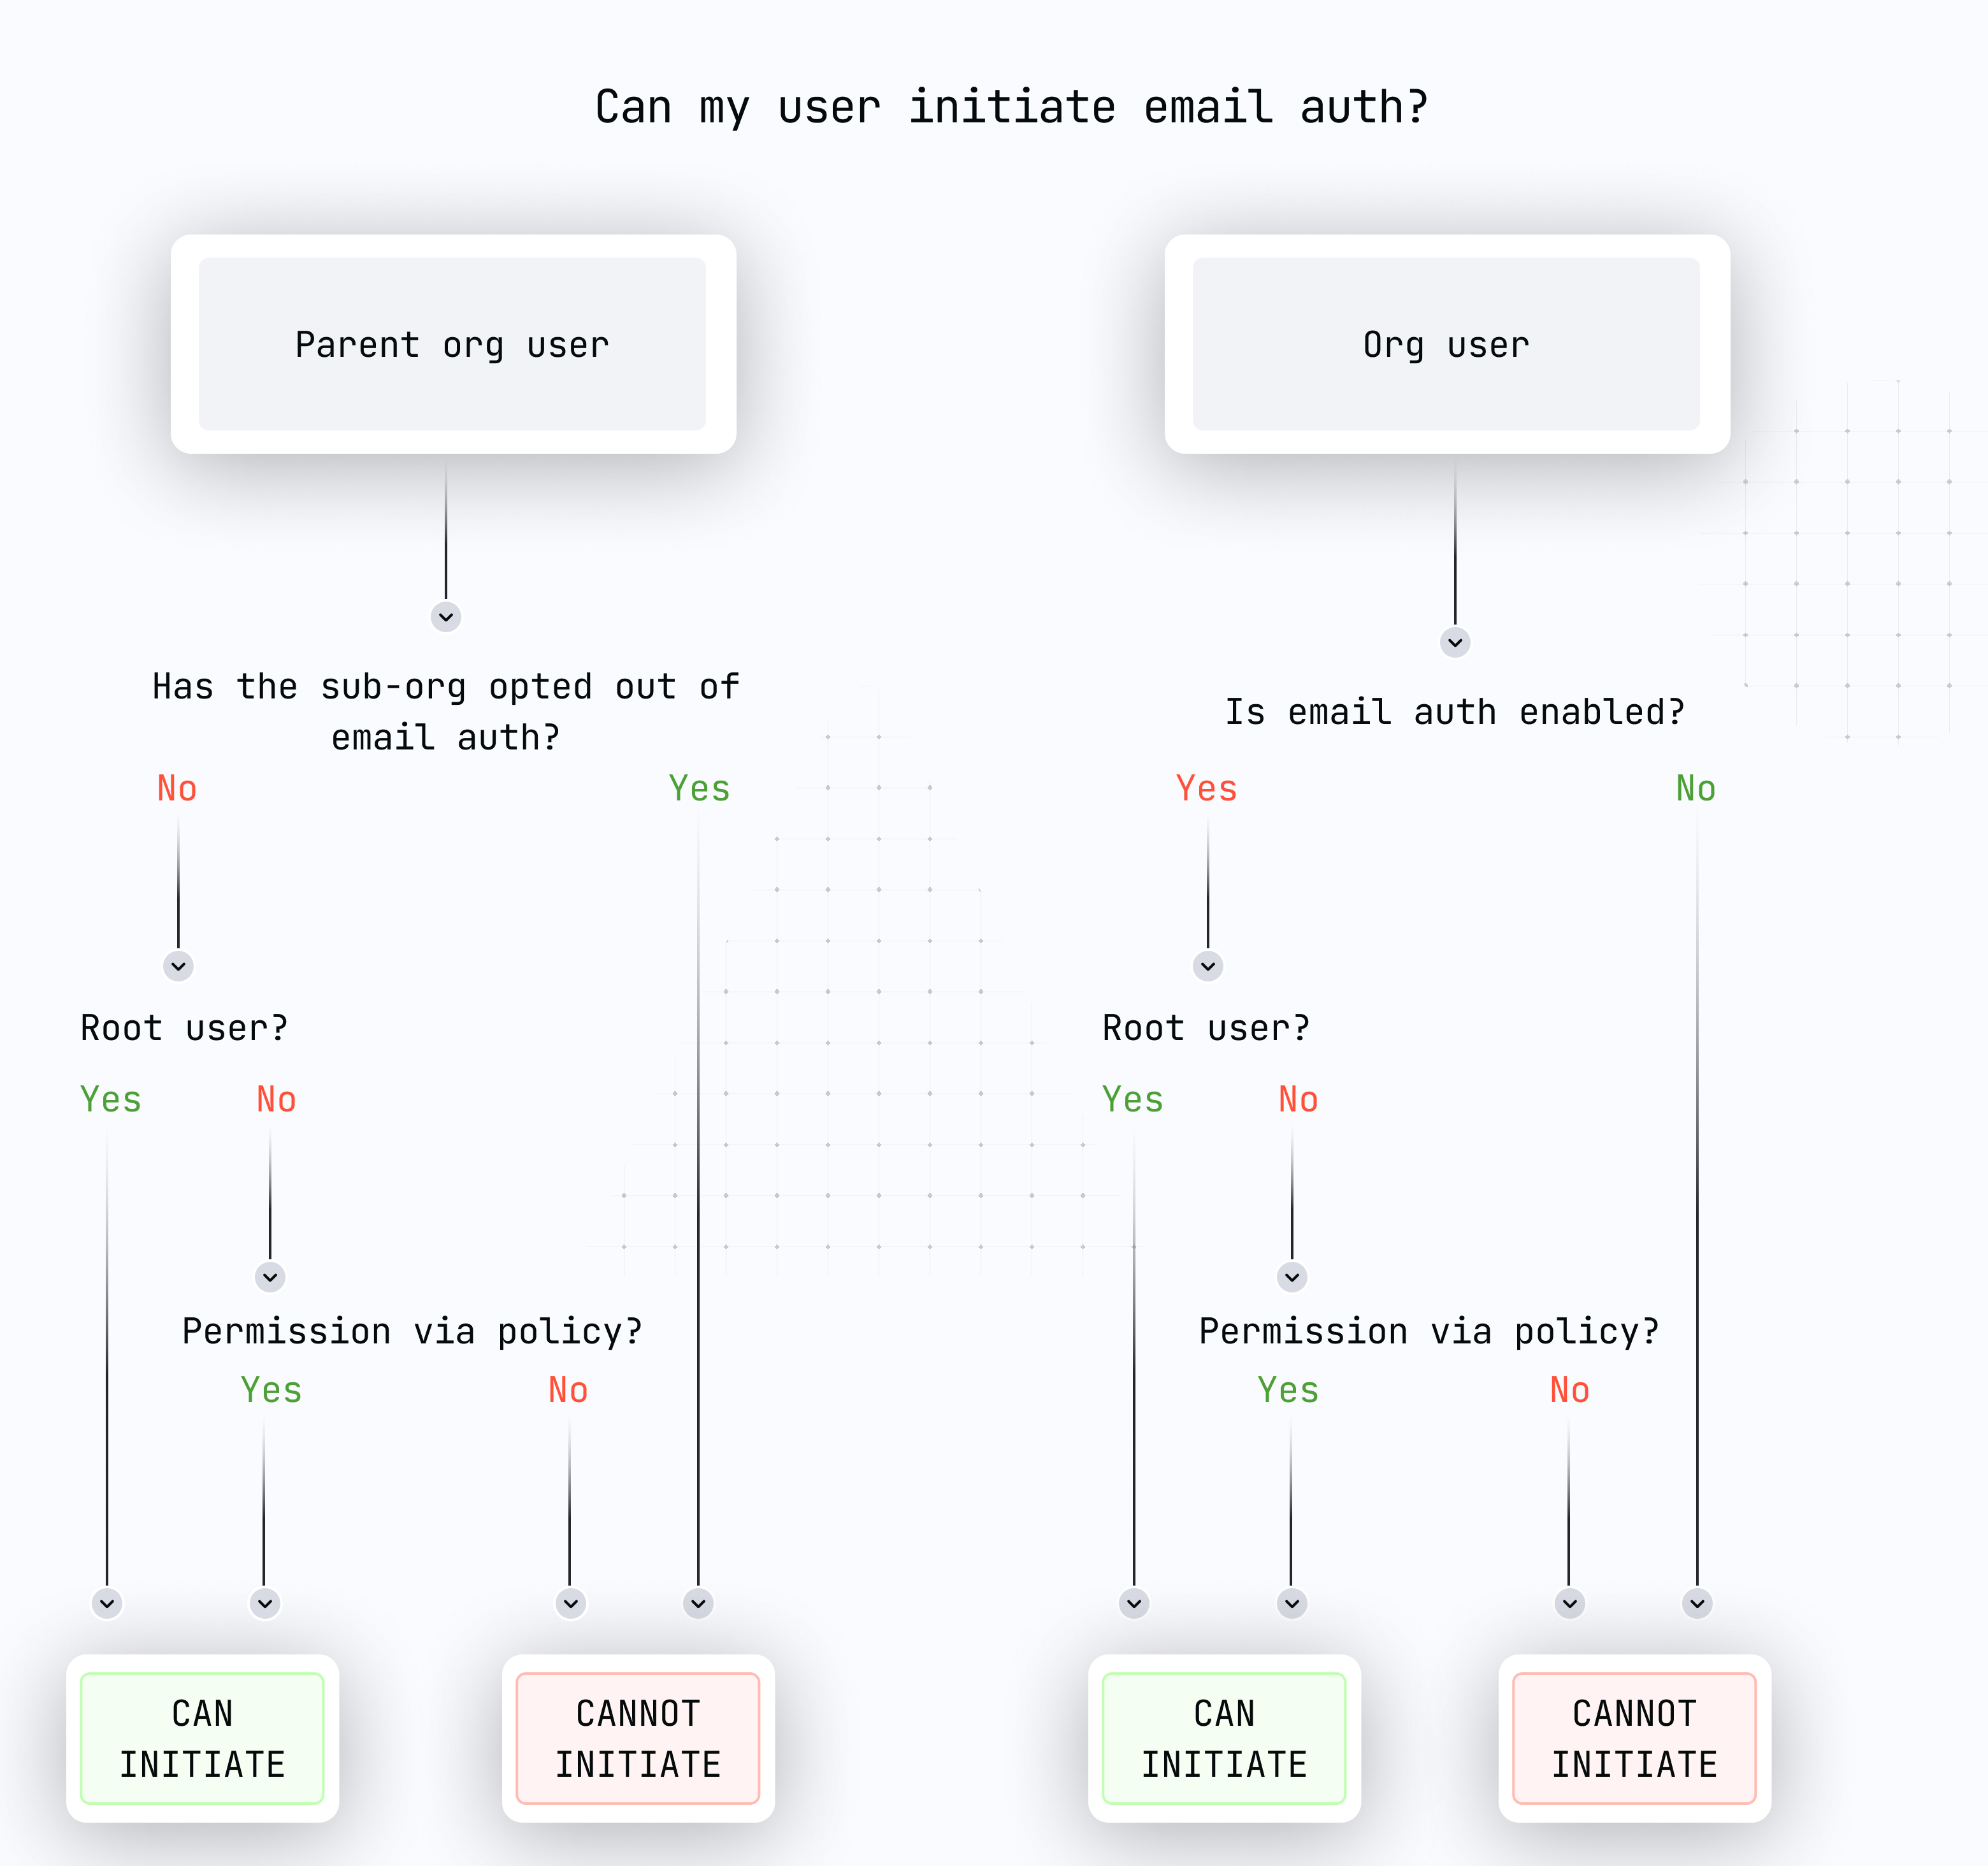 Can my user initiate email auth?
Parent org user
Org user
Has the sub-org opted out of
email auth?
Is email auth enabled?
No
Yes
Yes
No
Root user?
Root user?
Yes
No
Yes
No
Permission via policy?
Permission via policy?
Yes
No
Yes
No
CAN
INITIATE
CANNOT
INITIATE
CAN
INITIATE
CANNOT
INITIATE